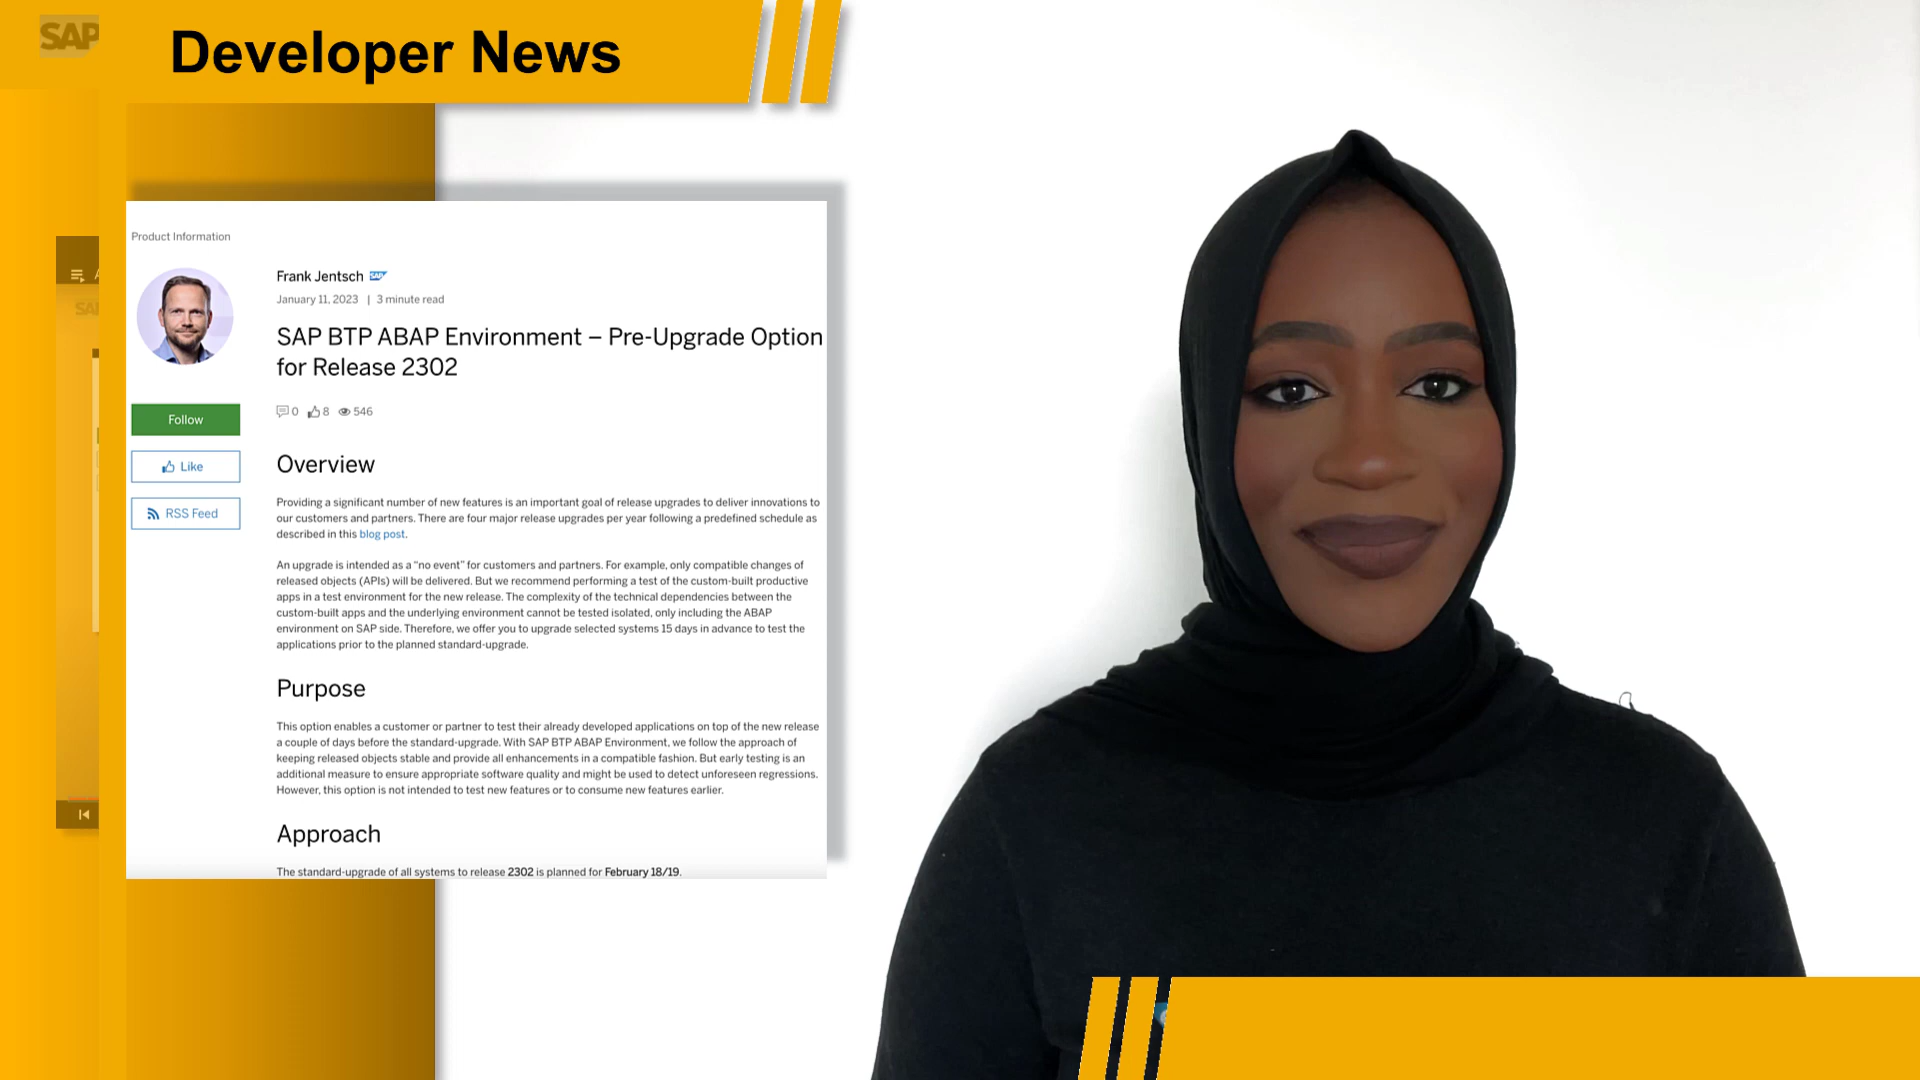 SAP
Developer News
Product Information
Frank Jentsch SAP
January 11, 2023 | 3 minute read
SAP BTP ABAP Environment – Pre-Upgrade Option
for Release 2302
0 8 546
Follow
Like
RSS Feed
Overview
Providing a significant number of new features is an important goal of release upgrades to deliver innovations to
our customers and partners. There are four major release upgrades per year following a predefined schedule as
described in this blog post.
An upgrade is intended as a “no event” for customers and partners. For example, only compatible changes of
released objects (APIs) will be delivered. But we recommend performing a test of the custom-built productive
apps in a test environment for the new release. The complexity of the technical dependencies between the
custom-built apps and the underlying environment cannot be tested isolated, only including the ABAP
environment on SAP side. Therefore, we offer you to upgrade selected systems 15 days in advance to test the
applications prior to the planned standard-upgrade.
Purpose
This option enables a customer or partner to test their already developed applications on top of the new release
a couple of days before the standard-upgrade. With SAP BTP ABAP Environment, we follow the approach of
keeping released objects stable and provide all enhancements in a compatible fashion. But early testing is an
additional measure to ensure appropriate software quality and might be used to detect unforeseen regressions.
However, this option is not intended to test new features or to consume new features earlier.
Approach
The standard-upgrade of all systems to release 2302 is planned for February 18/19.